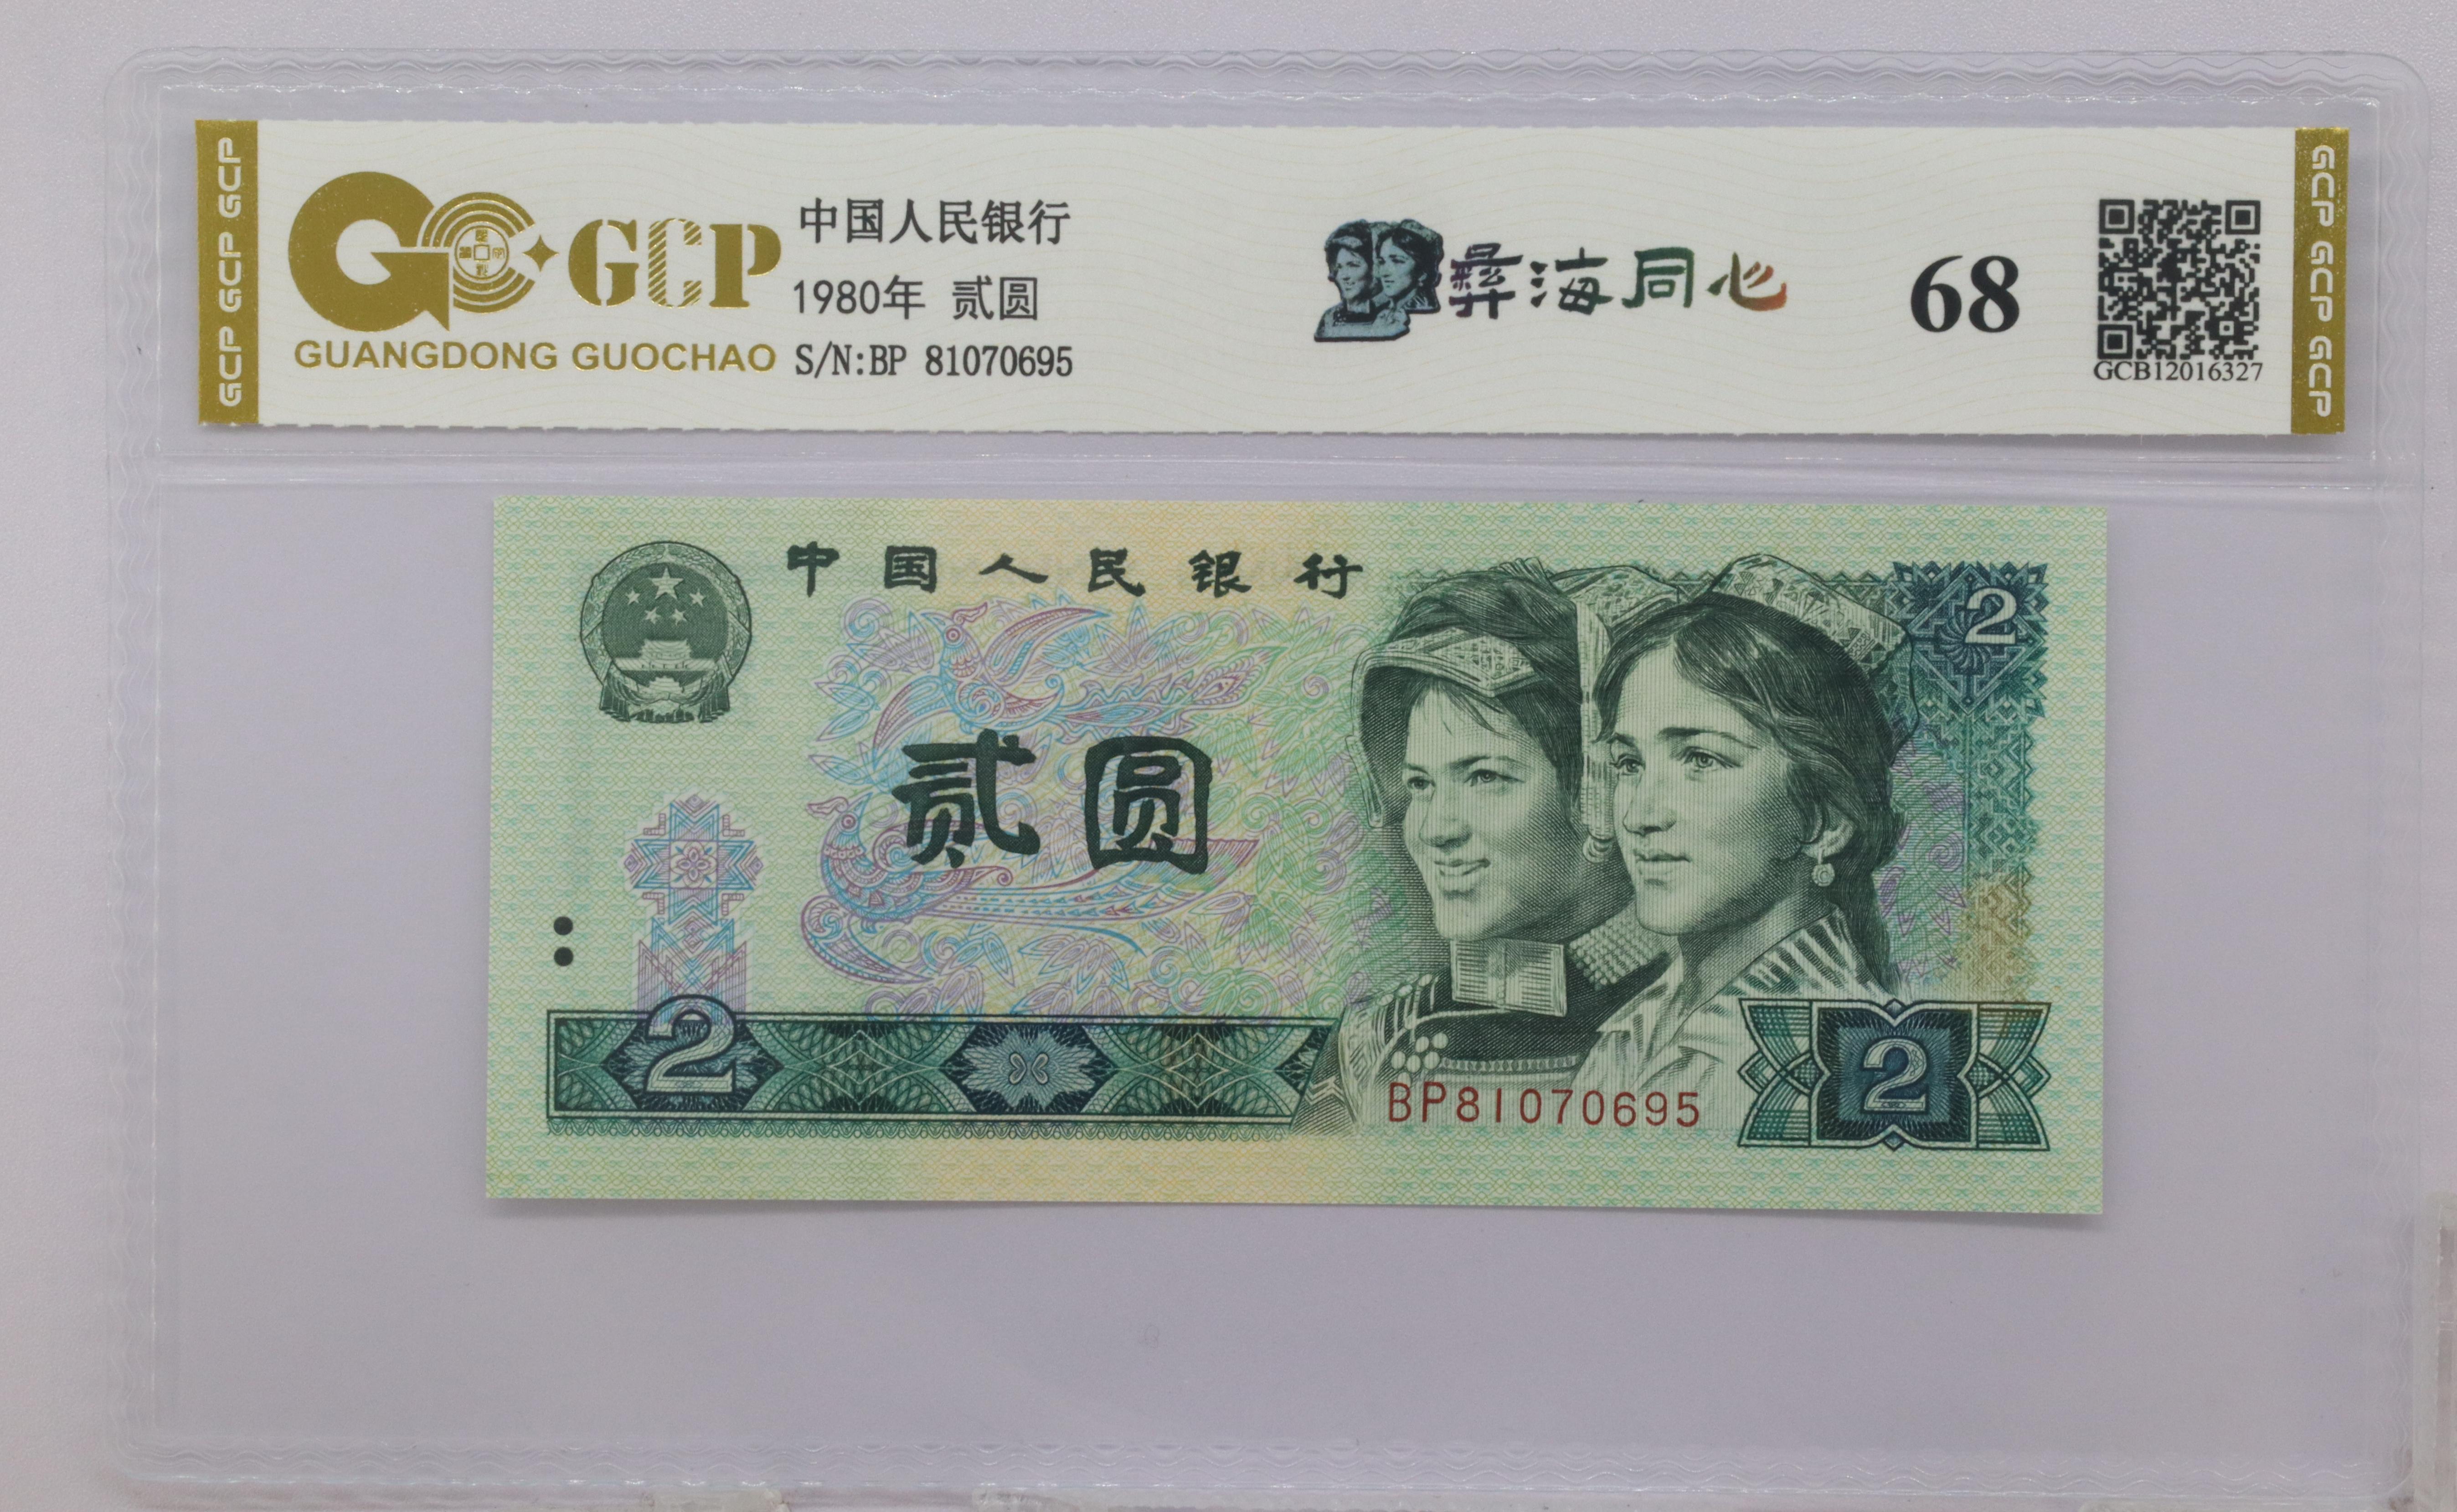 GCP GCP GCP
GCP
GUANGDONG GUOCHAO
中国人民银行
1980年 贰圆
S/N:BP 81070695
彝海同心
68
GCB12016327
GCP GCP GCP
中国人民银行
2
贰圆
2
BP81070695
2